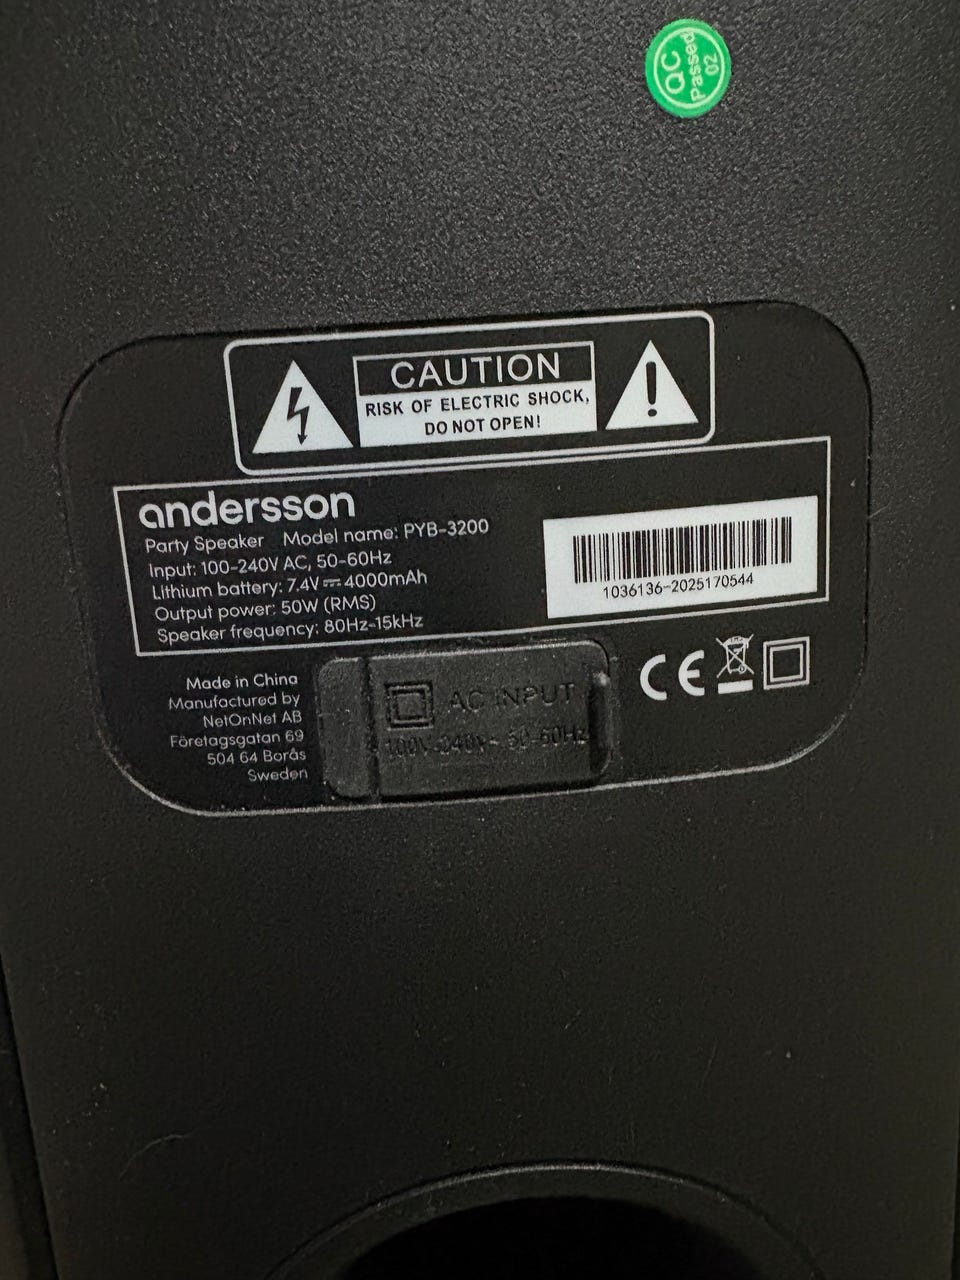 QC
Passed
02
CAUTION
RISK OF ELECTRIC SHOCK,
DO NOT OPEN!
andersson
Party Speaker Model name: PYB-3200
Input: 100-240V AC, 50-60Hz
Lithium battery: 7.4V ⎓ 4000mAh
Output power: 50W (RMS)
Speaker frequency: 80Hz-15kHz
1036136-2025170544
Made in China
Manufactured by
NetOnNet AB
Företagsgatan 69
504 64 Borås
Sweden
AC INPUT
100V-240V~ 50-60Hz
CE